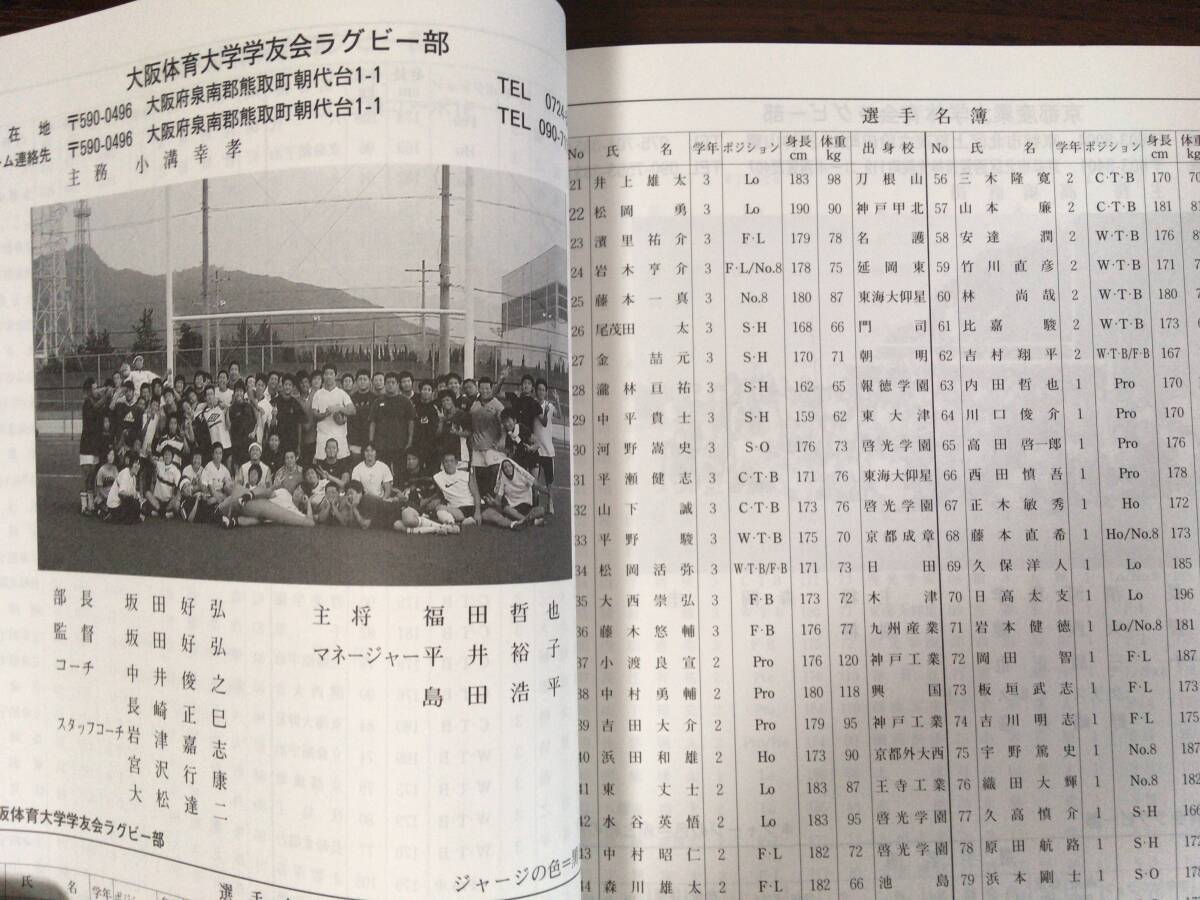 大阪体育大学学友会ラグビー部
在 地 〒590-0496 大阪府泉南郡熊取町朝代台1-1 TEL 0724-
ーム連絡先 〒590-0496 大阪府泉南郡熊取町朝代台1-1 TEL 090-71
主務 小溝幸孝
部長 坂田好弘
監督 坂田好弘
コーチ 中井俊之
長崎正巳
スタッフコーチ 岩津嘉志
宮沢行康
大松達二
主将 福田哲也
マネージャー 平井裕子
島田浩平
阪体育大学学友会ラグビー部
ジャージの色=
氏 名 学年 ポジション
選手
選手名簿
No 氏 名 学年 ポジション 身長cm 体重kg 出身校 No 氏 名 学年 ポジション 身長cm 体重kg
21 井上雄太 3 Lo 183 98 刀根山 56 三木隆寛 2 C・T・B 170 70
22 松岡勇 3 Lo 190 90 神戸甲北 57 山本廉 2 C・T・B 181 81
23 濱里祐介 3 F・L 179 78 名護 58 安達潤 2 W・T・B 176
24 岩木亨介 3 F・L/No.8 178 75 延岡東 59 竹川直彦 2 W・T・B 171
25 藤本一真 3 No.8 180 87 東海大仰星 60 林尚哉 2 W・T・B 180
26 尾茂田太 3 S・H 168 66 門司 61 比嘉駿 2 W・T・B 173
27 金喆元 3 S・H 170 71 朝明 62 吉村翔平 2 W・T・B/F・B 167
28 瀧林亘祐 3 S・H 162 65 報徳学園 63 内田哲也 1 Pro 170
29 中平貴士 3 S・H 159 62 東大津 64 川口俊介 1 Pro 170
30 河野嵩史 3 S・O 176 73 啓光学園 65 高田啓一郎 1 Pro 176
31 平瀬健志 3 C・T・B 171 76 東海大仰星 66 西田慎吾 1 Pro 178
32 山下誠 3 C・T・B 173 76 啓光学園 67 正木敏秀 1 Ho 172
33 平野駿 3 W・T・B 175 70 京都成章 68 藤本直希 1 Ho/No.8 173
34 松岡活弥 3 W・T・B/F・B 171 73 日田 69 久保洋人 1 Lo 185
35 大西崇弘 3 F・B 173 72 木津 70 日高太支 1 Lo 196
36 藤木悠輔 3 F・B 176 77 九州産業 71 岩本健徳 1 Lo/No.8 181
37 小渡良宣 2 Pro 176 120 神戸工業 72 岡田智 1 F・L 187
38 中村勇輔 2 Pro 180 118 興国 73 板垣武志 1 F・L 173
39 吉田大介 2 Pro 179 95 神戸工業 74 吉川明志 1 F・L 175
40 浜田和雄 2 Ho 173 90 京都外大西 75 宇野篤史 1 No.8 187
41 東丈士 2 Lo 183 87 王寺工業 76 織田大輝 1 No.8 182
42 水谷英悟 2 Lo 183 95 啓光学園 77 久高慎介 1 S・H 166
43 中村昭仁 2 F・L 182 72 啓光学園 78 原田航路 1 S・H 172
44 森川雄太 2 F・L 182 66 池島 79 浜本剛士 1 S・O 178